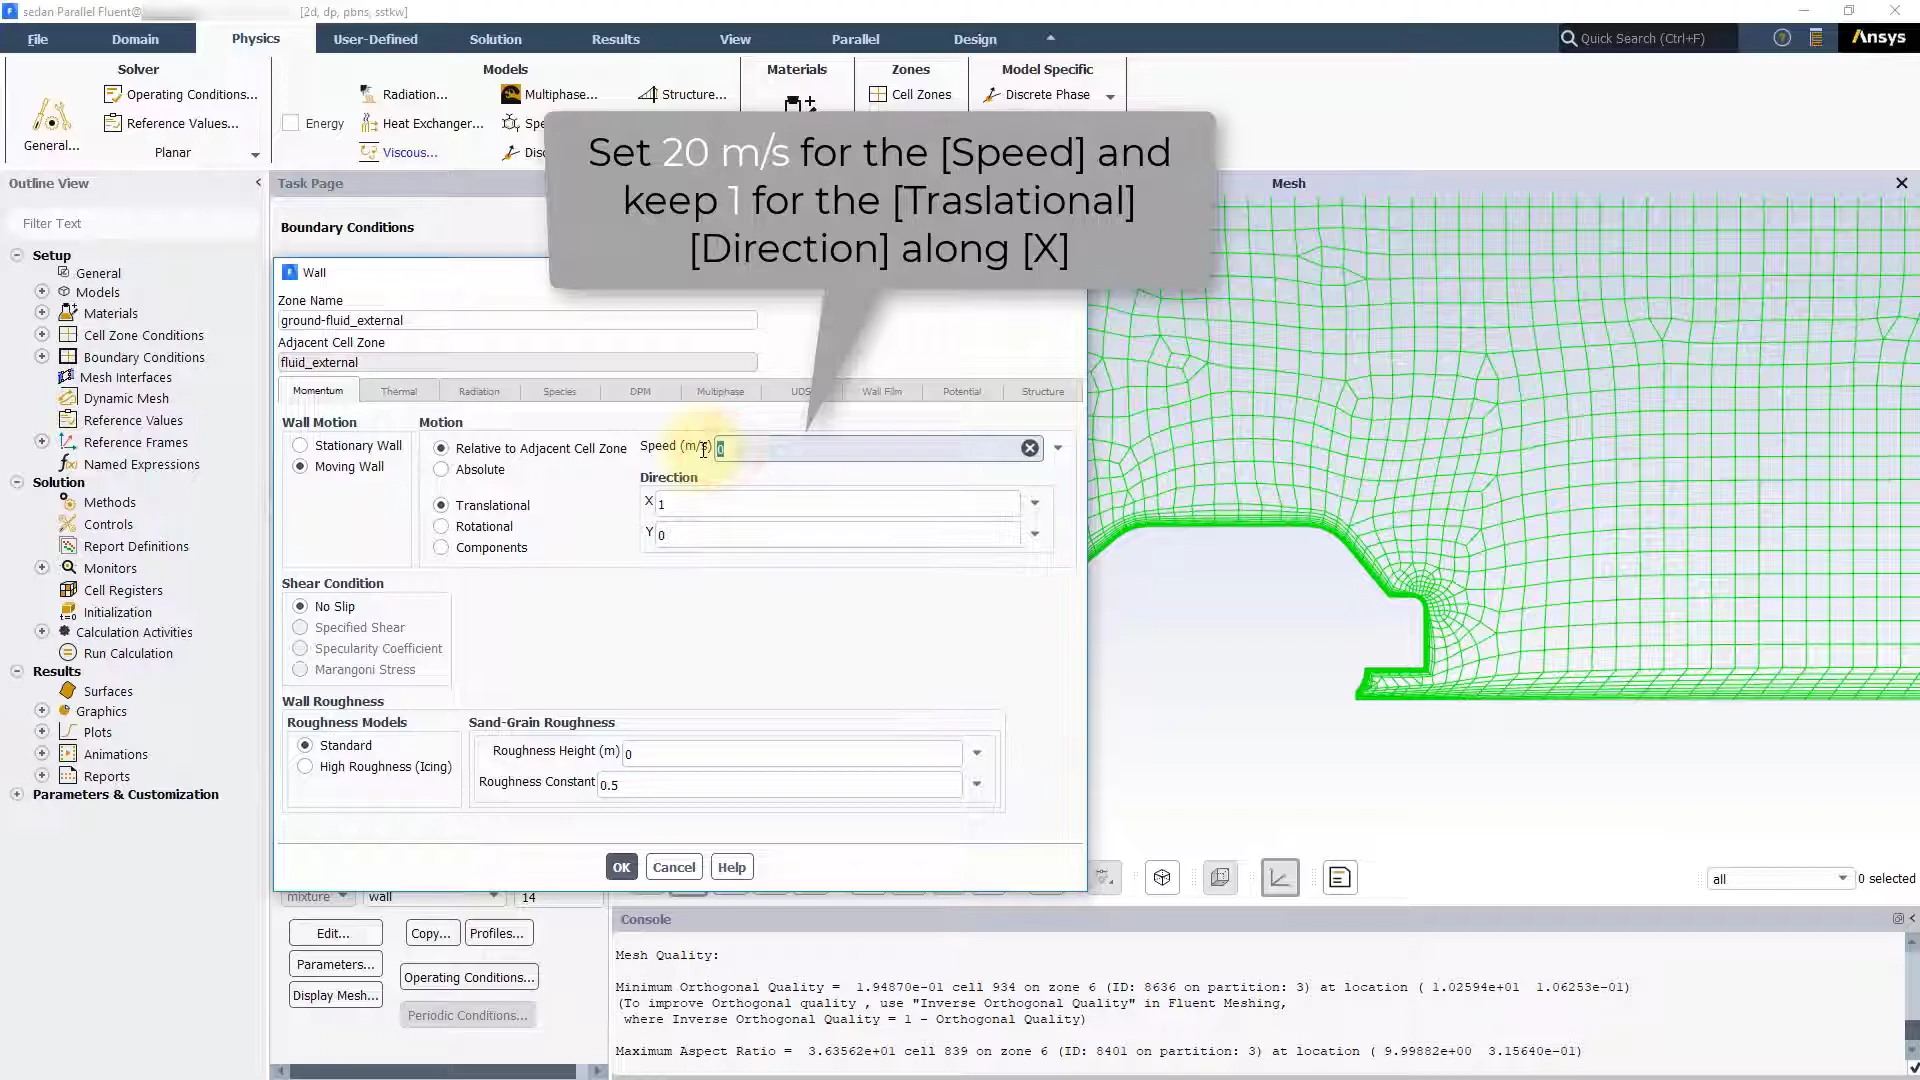 sedan Parallel Fluent@ [2d, dp, pbns, sstkw]
File Domain Physics User-Defined Solution Results View Parallel Design Quick Search (Ctrl+F) Ansys
Solver Models Materials Zones Model Specific
Operating Conditions... Radiation... Multiphase... Structure... Cell Zones Discrete Phase
General... Reference Values... Energy Heat Exchanger...
Planar Viscous...
Set 20 m/s for the [Speed] and
keep 1 for the [Traslational]
[Direction] along [X]
Outline View
Filter Text
Setup
General
Models
Materials
Cell Zone Conditions
Boundary Conditions
Mesh Interfaces
Dynamic Mesh
Reference Values
Reference Frames
Named Expressions
Solution
Methods
Controls
Report Definitions
Monitors
Cell Registers
Initialization
Calculation Activities
Run Calculation
Results
Surfaces
Graphics
Plots
Animations
Reports
Parameters & Customization
Task Page
Boundary Conditions
Wall
Zone Name
ground-fluid_external
Adjacent Cell Zone
fluid_external
Momentum Thermal Radiation Species DPM Multiphase UDS Wall Film Potential Structure
Wall Motion
Stationary Wall
Moving Wall
Motion
Relative to Adjacent Cell Zone
Absolute
Translational
Rotational
Components
Speed (m/s) 0
Direction
X 1
Y 0
Shear Condition
No Slip
Specified Shear
Specularity Coefficient
Marangoni Stress
Wall Roughness
Roughness Models
Standard
High Roughness (Icing)
Sand-Grain Roughness
Roughness Height (m) 0
Roughness Constant 0.5
OK Cancel Help
mixture wall 14
Edit... Copy... Profiles...
Parameters... Operating Conditions...
Display Mesh... Periodic Conditions...
Mesh
all 0 selected
Console
Mesh Quality:
Minimum Orthogonal Quality = 1.94870e-01 cell 934 on zone 6 (ID: 8636 on partition: 3) at location ( 1.02594e+01 1.06253e-01)
(To improve Orthogonal quality , use "Inverse Orthogonal Quality" in Fluent Meshing,
where Inverse Orthogonal Quality = 1 - Orthogonal Quality)
Maximum Aspect Ratio = 3.63562e+01 cell 839 on zone 6 (ID: 8401 on partition: 3) at location ( 9.99882e+00 3.15640e-01)